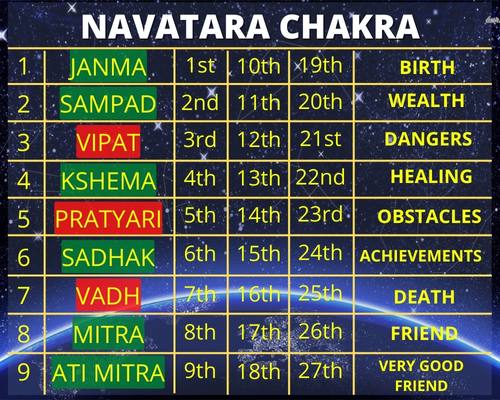 NAVATARA CHAKRA
1 JANMA 1st 10th 19th BIRTH
2 SAMPAD 2nd 11th 20th WEALTH
3 VIPAT 3rd 12th 21st DANGERS
4 KSHEMA 4th 13th 22nd HEALING
5 PRATYARI 5th 14th 23rd OBSTACLES
6 SADHAK 6th 15th 24th ACHIEVEMENTS
7 VADH 7th 16th 25th DEATH
8 MITRA 8th 17th 26th FRIEND
9 ATI MITRA 9th 18th 27th VERY GOOD
FRIEND